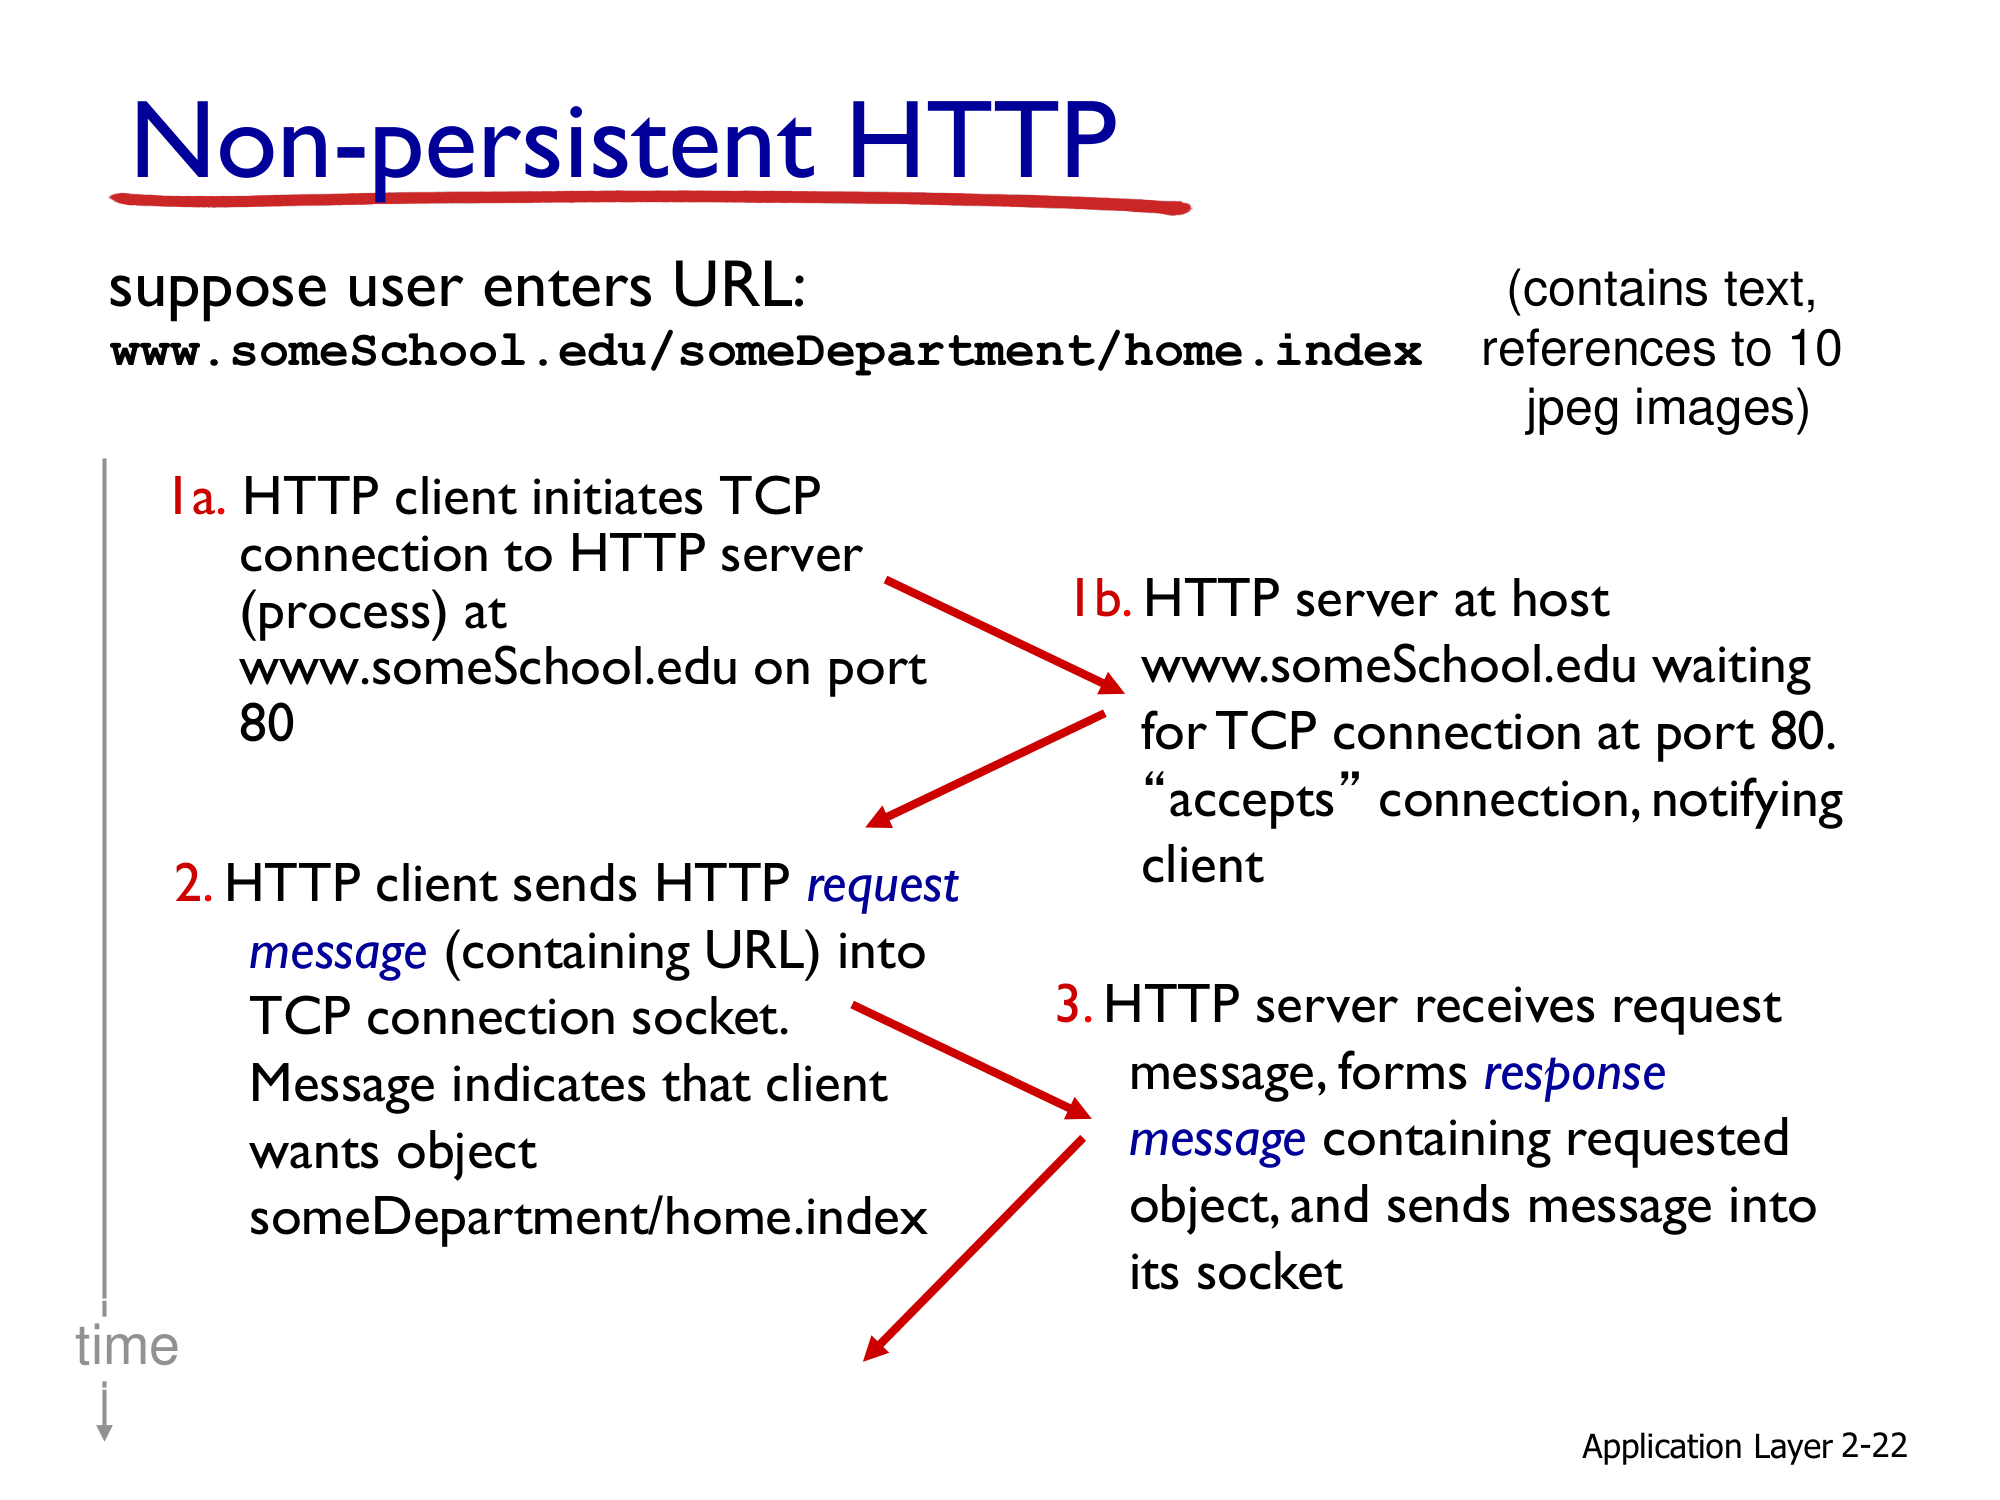 Non-persistent HTTP
suppose user enters URL:
www.someSchool.edu/someDepartment/home.index
(contains text,
references to 10
jpeg images)
1a. HTTP client initiates TCP
connection to HTTP server
(process) at
www.someSchool.edu on port
80
1b. HTTP server at host
www.someSchool.edu waiting
for TCP connection at port 80.
“accepts” connection, notifying
client
2. HTTP client sends HTTP request
message (containing URL) into
TCP connection socket.
Message indicates that client
wants object
someDepartment/home.index
3. HTTP server receives request
message, forms response
message containing requested
object, and sends message into
its socket
time
Application Layer 2-22